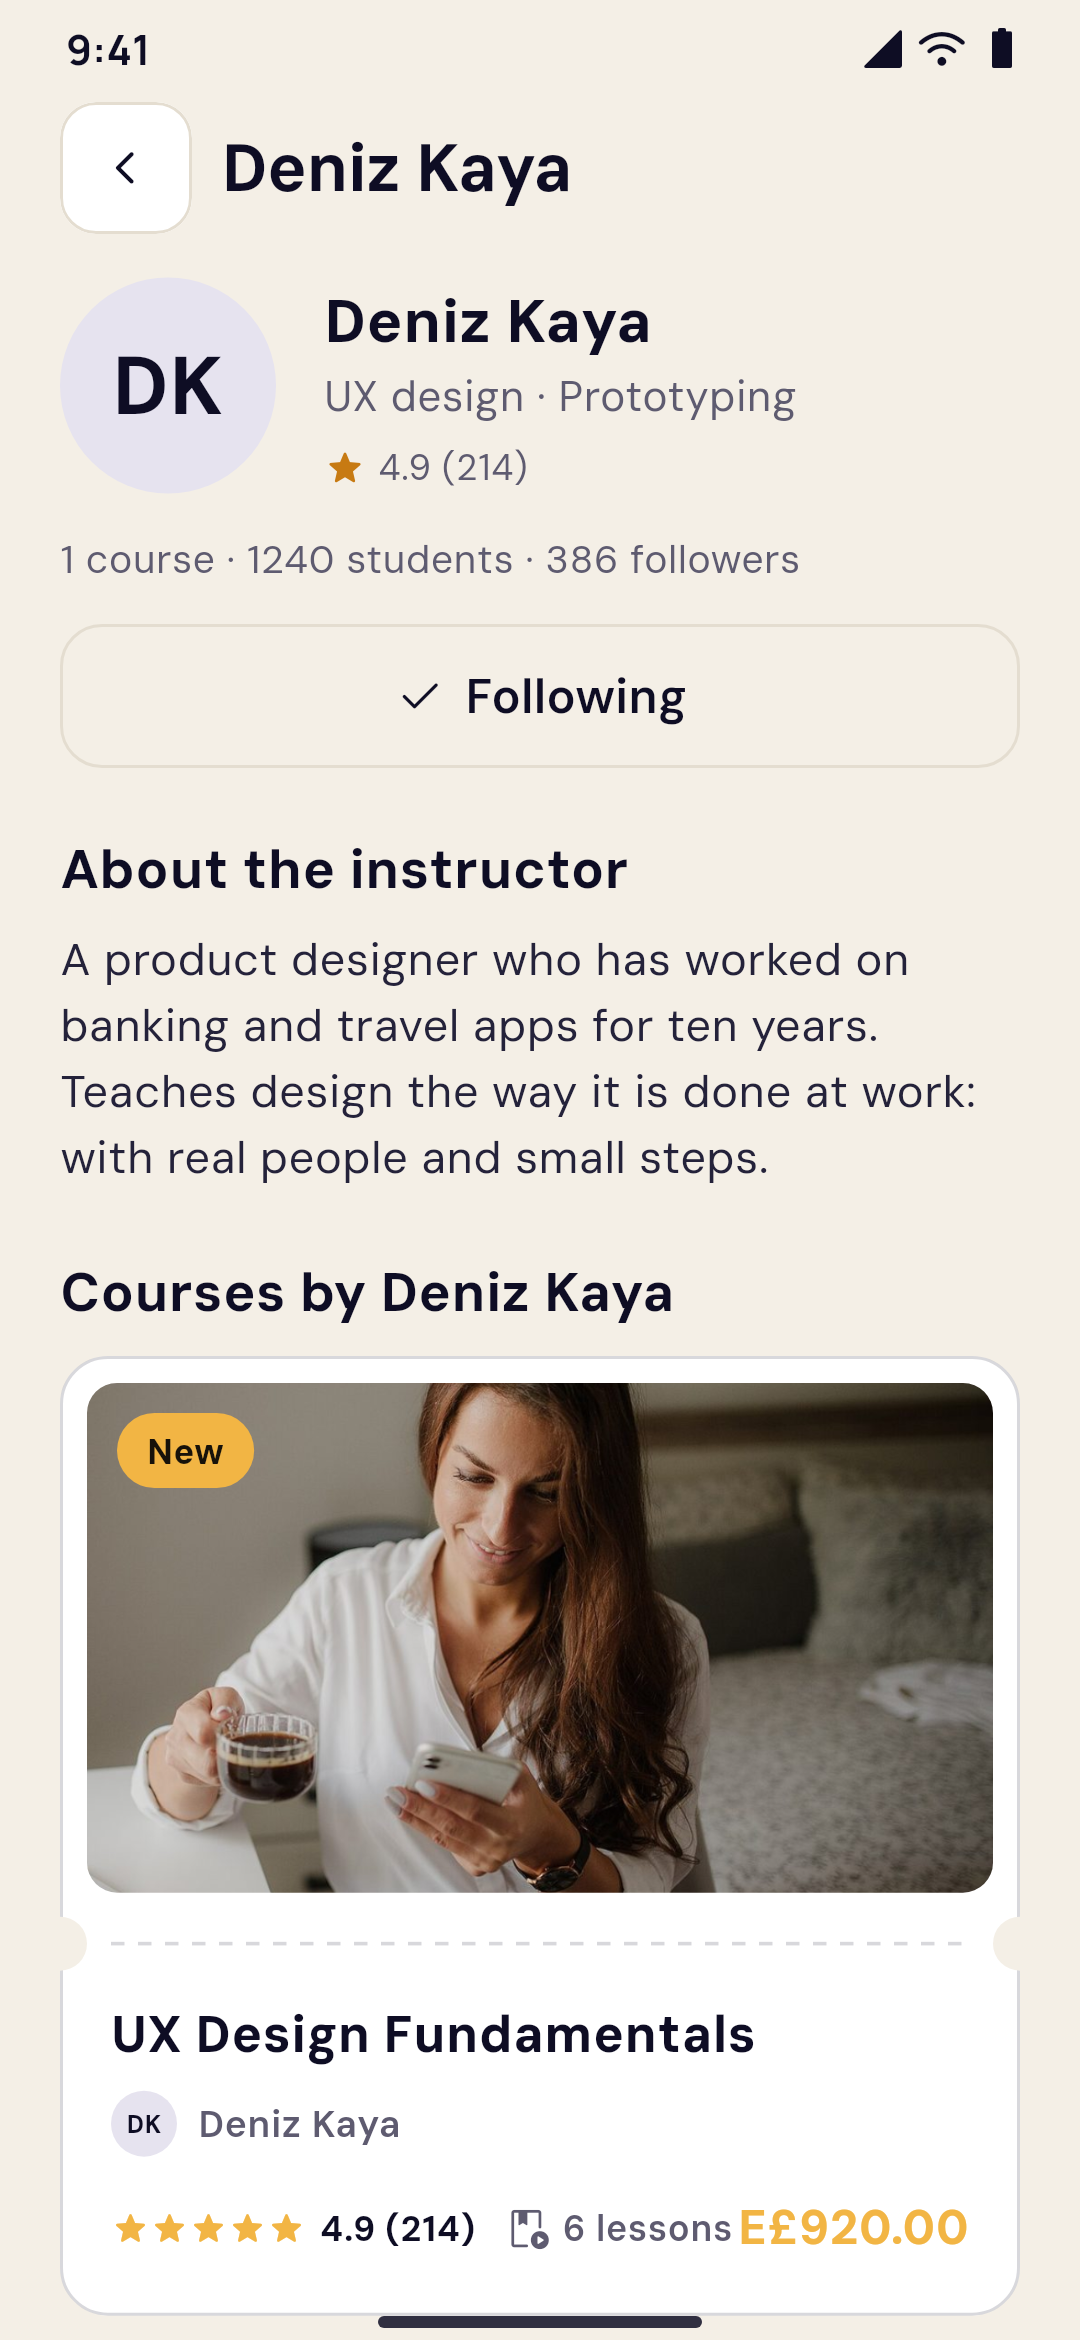 9:41
Deniz Kaya
DK
Deniz Kaya
UX design · Prototyping
4.9 (214)
1 course · 1240 students · 386 followers
Following
About the instructor
A product designer who has worked on
banking and travel apps for ten years.
Teaches design the way it is done at work:
with real people and small steps.
Courses by Deniz Kaya
New
UX Design Fundamentals
DK Deniz Kaya
4.9 (214) 6 lessons E£920.00